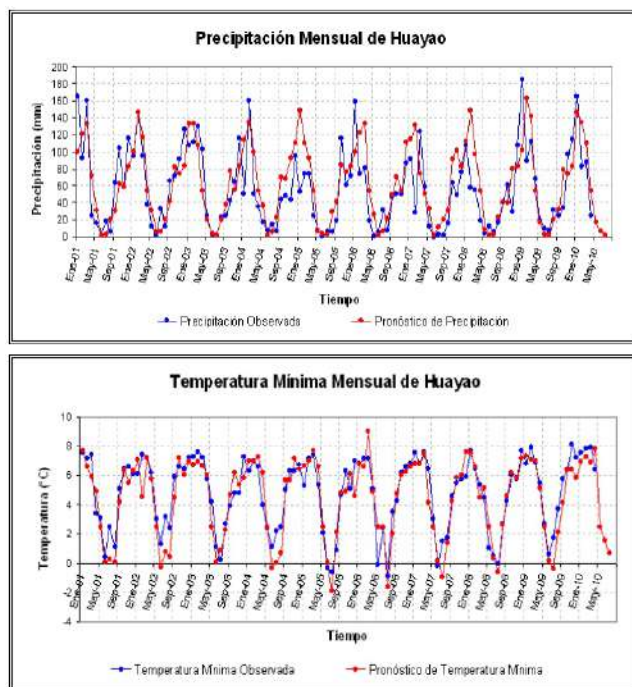 Precipitación Mensual de Huayao
Precipitación (mm)
200
180
160
140
120
100
80
60
40
20
0
Ene-01
May-01
Sep-01
Ene-02
May-02
Sep-02
Ene-03
May-03
Sep-03
Ene-04
May-04
Sep-04
Ene-05
May-05
Sep-05
Ene-06
May-06
Sep-06
Ene-07
May-07
Sep-07
Ene-08
May-08
Sep-08
Ene-09
May-09
Sep-09
Ene-10
May-10
Tiempo
Precipitación Observada Pronóstico de Precipitación
Temperatura Mínima Mensual de Huayao
Temperatura (°C)
10
8
6
4
2
0
-2
-4
Ene-01
May-01
Sep-01
Ene-02
May-02
Sep-02
Ene-03
May-03
Sep-03
Ene-04
May-04
Sep-04
Ene-05
May-05
Sep-05
Ene-06
May-06
Sep-06
Ene-07
May-07
Sep-07
Ene-08
May-08
Sep-08
Ene-09
May-09
Sep-09
Ene-10
May-10
Tiempo
Temperatura Mínima Observada Pronóstico de Temperatura Mínima